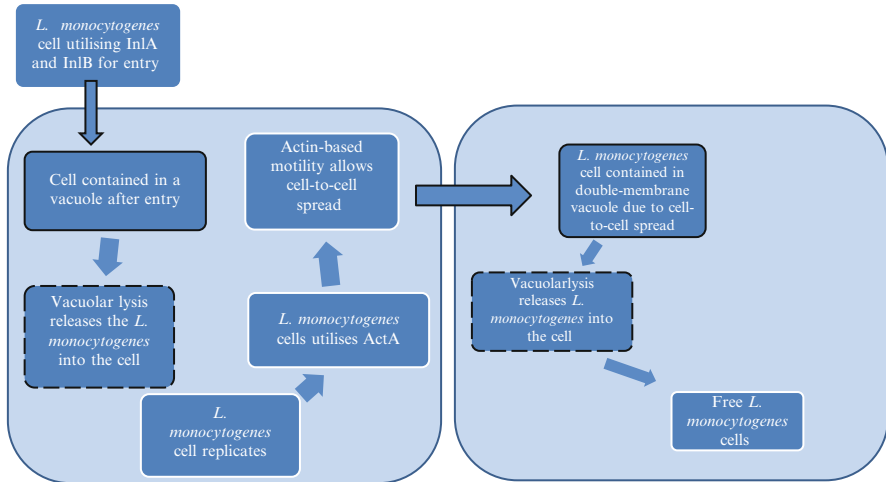 L. monocytogenes
cell utilising InlA
and InlB for entry
Cell contained in a
vacuole after entry
Vacuolar lysis
releases the L.
monocytogenes
into the cell
L.
monocytogenes
cell replicates
L. monocytogenes
cells utilises ActA
Actin-based
motility allows
cell-to-cell
spread
L. monocytogenes
cell contained in
double-membrane
vacuole due to cell-
to-cell spread
Vacuolarlysis
releases L.
monocytogenes into
the cell
Free L.
monocytogenes
cells